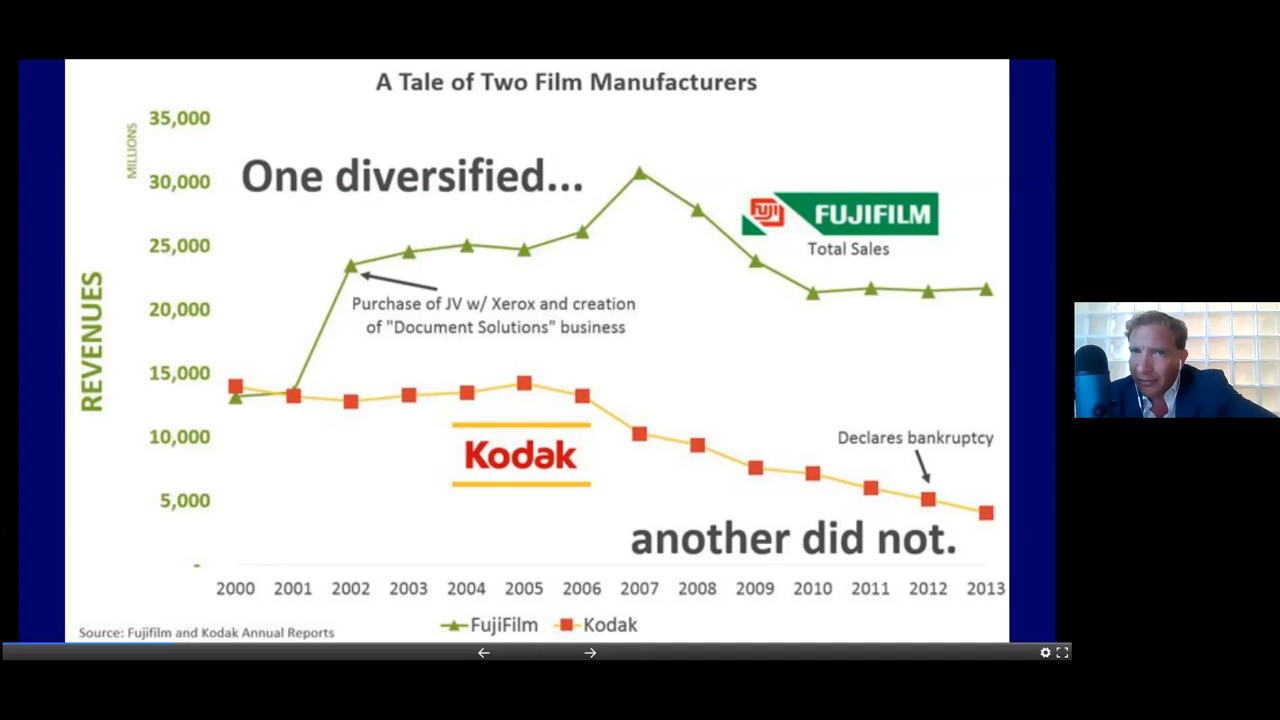 A Tale of Two Film Manufacturers
MILLIONS
REVENUES
35,000
30,000
25,000
20,000
15,000
10,000
5,000
-
One diversified...
FUJI
FUJIFILM
Total Sales
Purchase of JV w/ Xerox and creation
of "Document Solutions" business
Kodak
Declares bankruptcy
another did not.
2000 2001 2002 2003 2004 2005 2006 2007 2008 2009 2010 2011 2012 2013
FujiFilm Kodak
Source: Fujifilm and Kodak Annual Reports